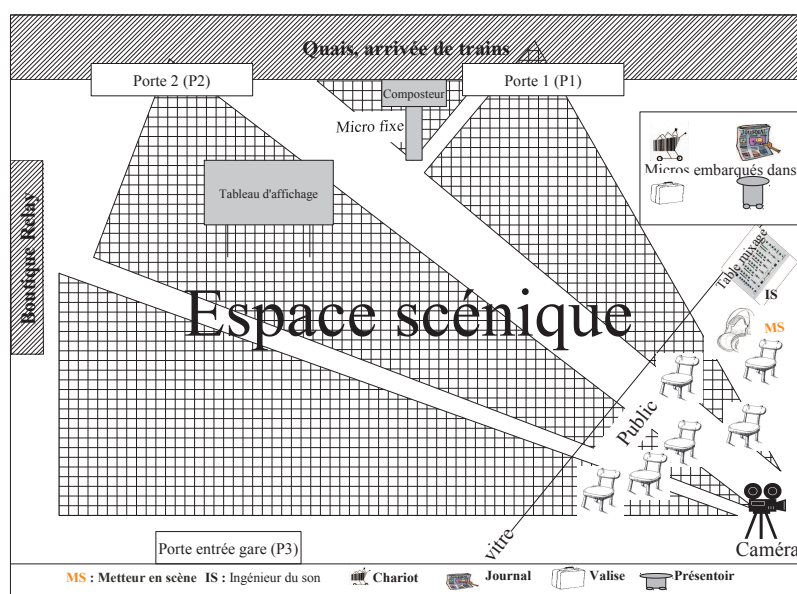 Quais, arrivée de trains
Porte 2 (P2)
Composteur
Porte 1 (P1)
Micro fixe
Micros embarqués dans
JOURNAL
Tableau d'affichage
Boutique Relay
Table mixage
IS
MS
Espace scénique
Public
vitre
Caméra
Porte entrée gare (P3)
MS : Metteur en scène IS : Ingénieur du son Chariot Journal Valise Présentoir